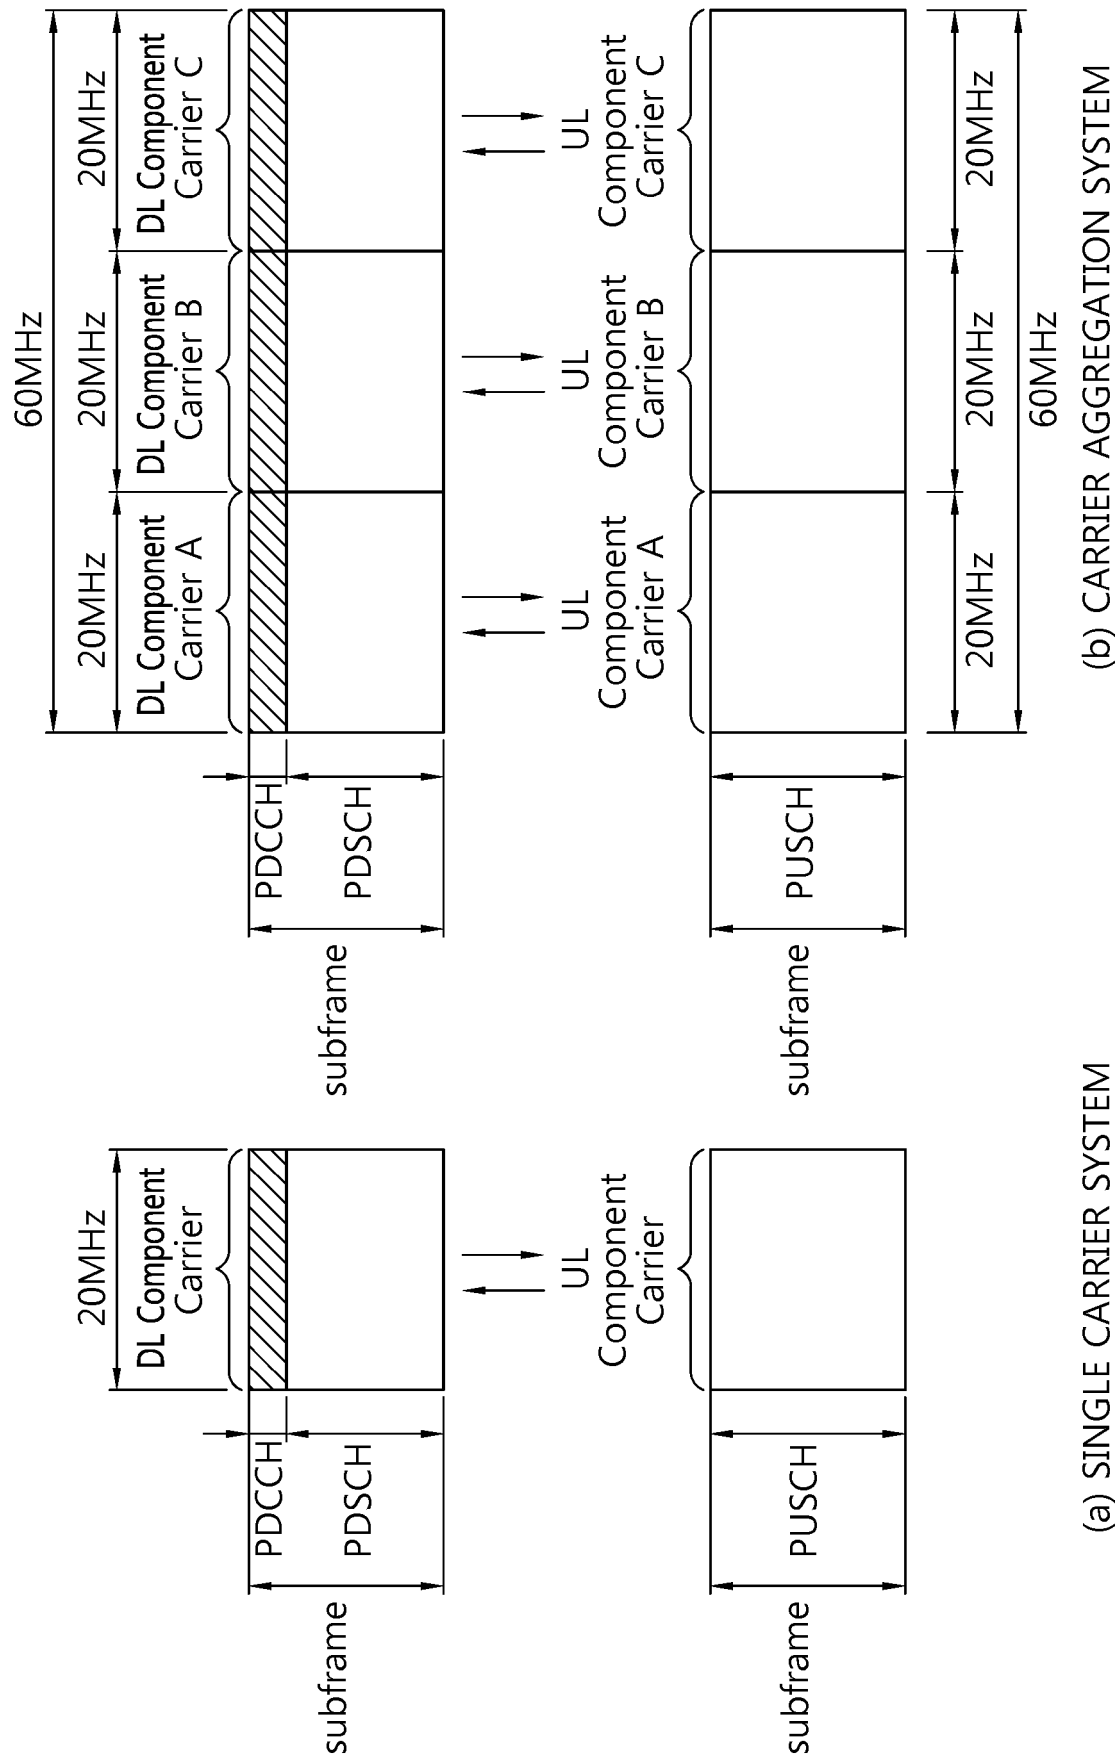 20MHz
DL Component
Carrier
PDCCH
PDSCH
subframe
UL
Component
Carrier
PUSCH
subframe
(a) SINGLE CARRIER SYSTEM
60MHz
20MHz
20MHz
20MHz
DL Component
Carrier A
DL Component
Carrier B
DL Component
Carrier C
PDCCH
PDSCH
subframe
UL
Component
Carrier A
UL
Component
Carrier B
UL
Component
Carrier C
PUSCH
subframe
20MHz
20MHz
20MHz
60MHz
(b) CARRIER AGGREGATION SYSTEM